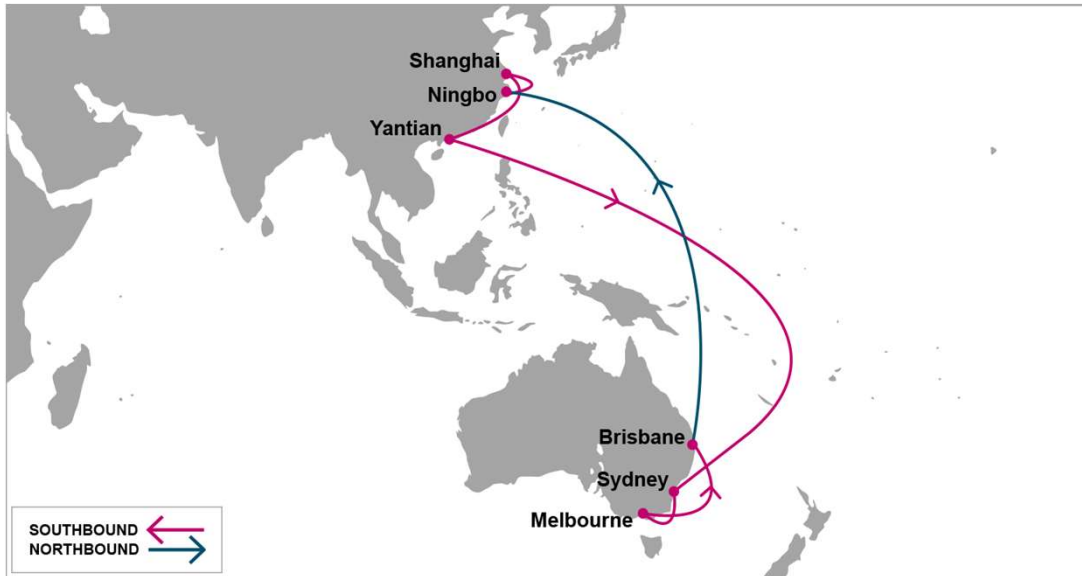 Shanghai
Ningbo
Yantian
Brisbane
Sydney
Melbourne
SOUTHBOUND
NORTHBOUND